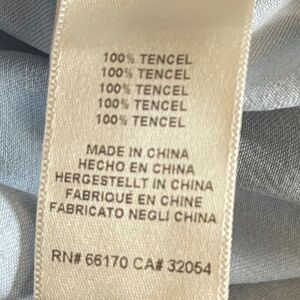 100% TENCEL
100% TENCEL
100% TENCEL
100% TENCEL
100% TENCEL
MADE IN CHINA
HECHO EN CHINA
HERGESTELLT IN CHINA
FABRIQUÉ EN CHINE
FABRICATO NEGLI CHINA
RN# 66170 CA# 32054